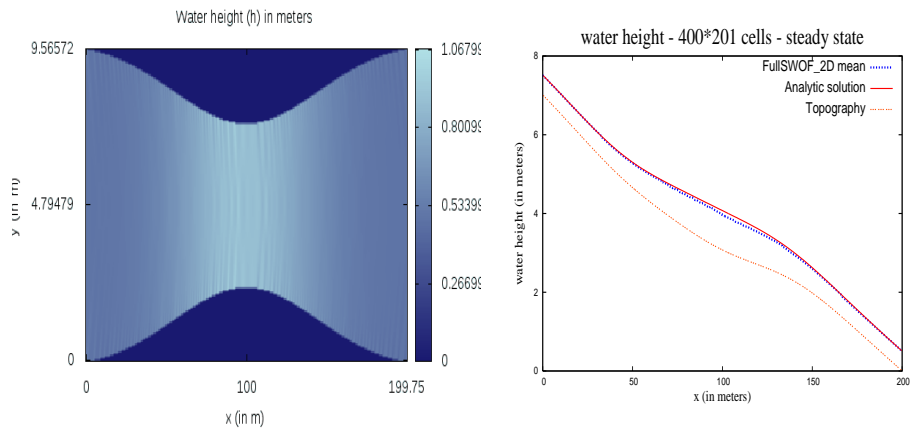 Water height (h) in meters
9.56572
4.79479
0
y (in m)
0
100
199.75
x (in m)
1.06799
0.80099
0.53399
0.26699
0
water height - 400*201 cells - steady state
FullSWOF_2D mean
Analytic solution
Topography
8
6
4
2
0
water height (in meters)
0
50
100
150
200
x (in meters)